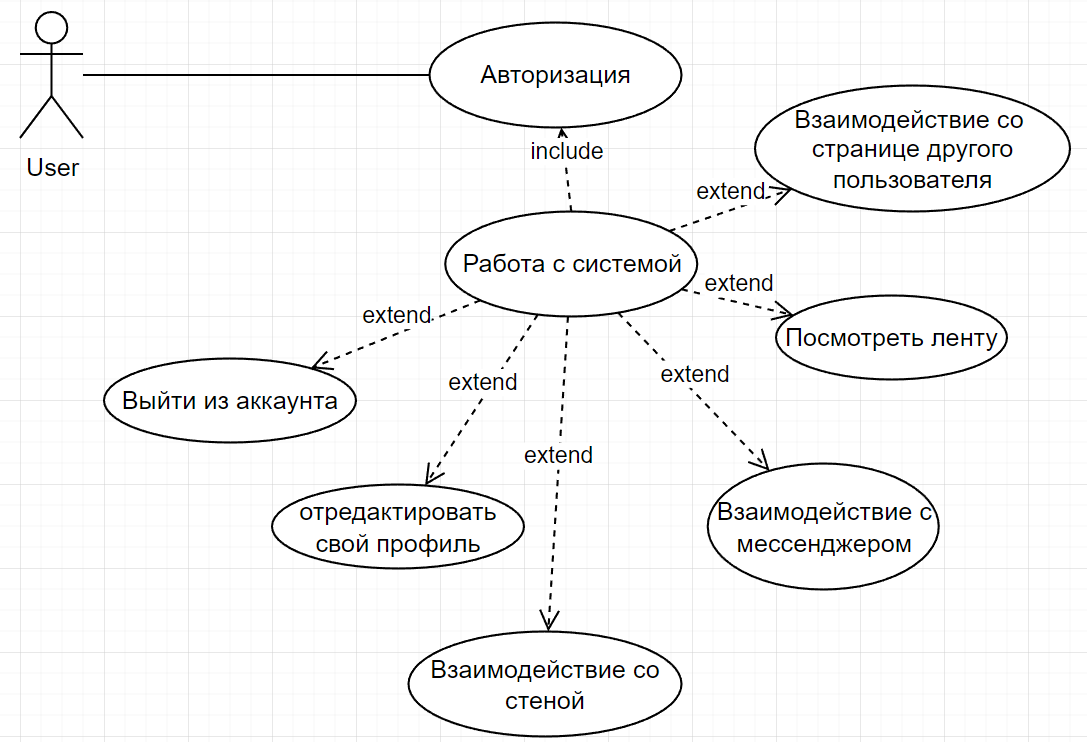 Авторизация
User
include
Взаимодействие со
странице другого
пользователя
extend
Работа с системой
extend
Посмотреть ленту
extend
Выйти из аккаунта
extend
extend
extend
отредактировать
свой профиль
Взаимодействие с
мессенджером
Взаимодействие со
стеной